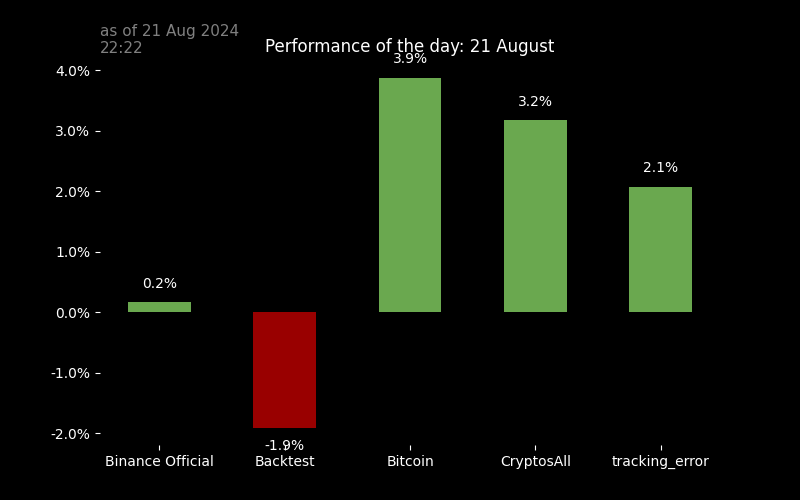 as of 21 Aug 2024
22:22
Performance of the day: 21 August
4.0%
3.0%
2.0%
1.0%
0.0%
-1.0%
-2.0%
0.2%
-1.9%
3.9%
3.2%
2.1%
Binance Official
Backtest
Bitcoin
CryptosAll
tracking_error